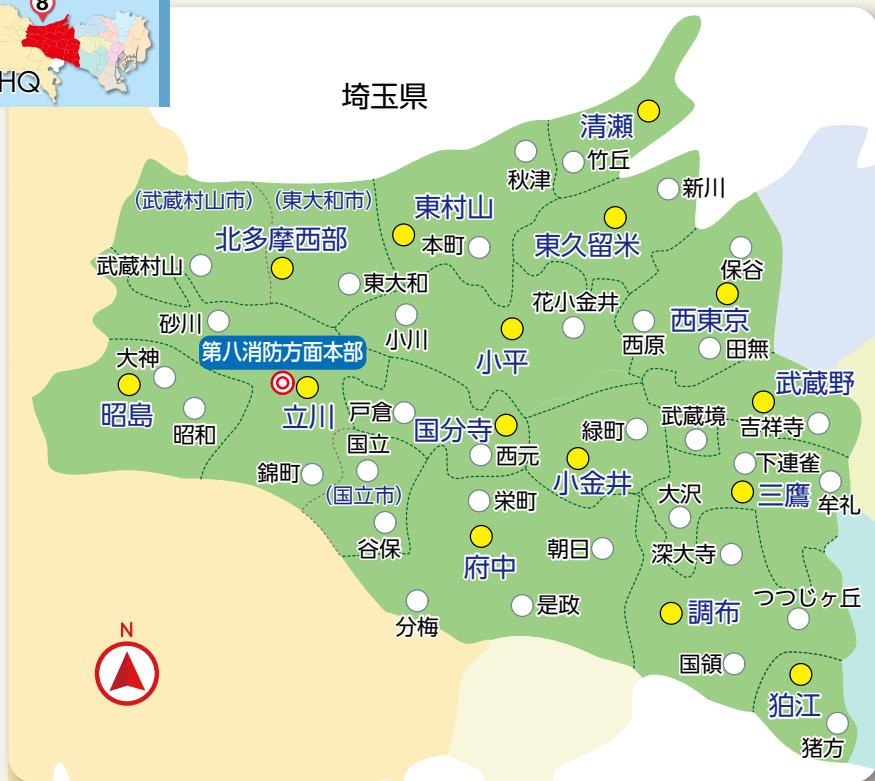 8
HQ
埼玉県
清瀬
竹丘
秋津
新川
(武蔵村山市)
(東大和市)
東村山
本町
北多摩西部
東久留米
武蔵村山
東大和
保谷
花小金井
西東京
砂川
小川
西原
田無
第八消防方面本部
小平
大神
武蔵野
昭島
立川
戸倉
国分寺
緑町
武蔵境
吉祥寺
昭和
国立
西元
小金井
下連雀
錦町
(国立市)
栄町
大沢
三鷹
牟礼
谷保
府中
朝日
深大寺
分梅
是政
調布
つつじヶ丘
国領
狛江
猪方
N